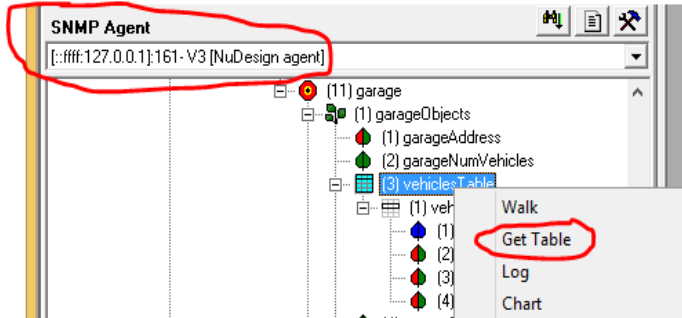 SNMP Agent
[::ffff:127.0.0.1]:161- V3 [NuDesign agent]
(11) garage
(1) garageObjects
(1) garageAddress
(2) garageNumVehicles
(3) vehiclesTable
(1) veh
Walk
(1)
Get Table
(2)
(3)
Log
(4)
Chart